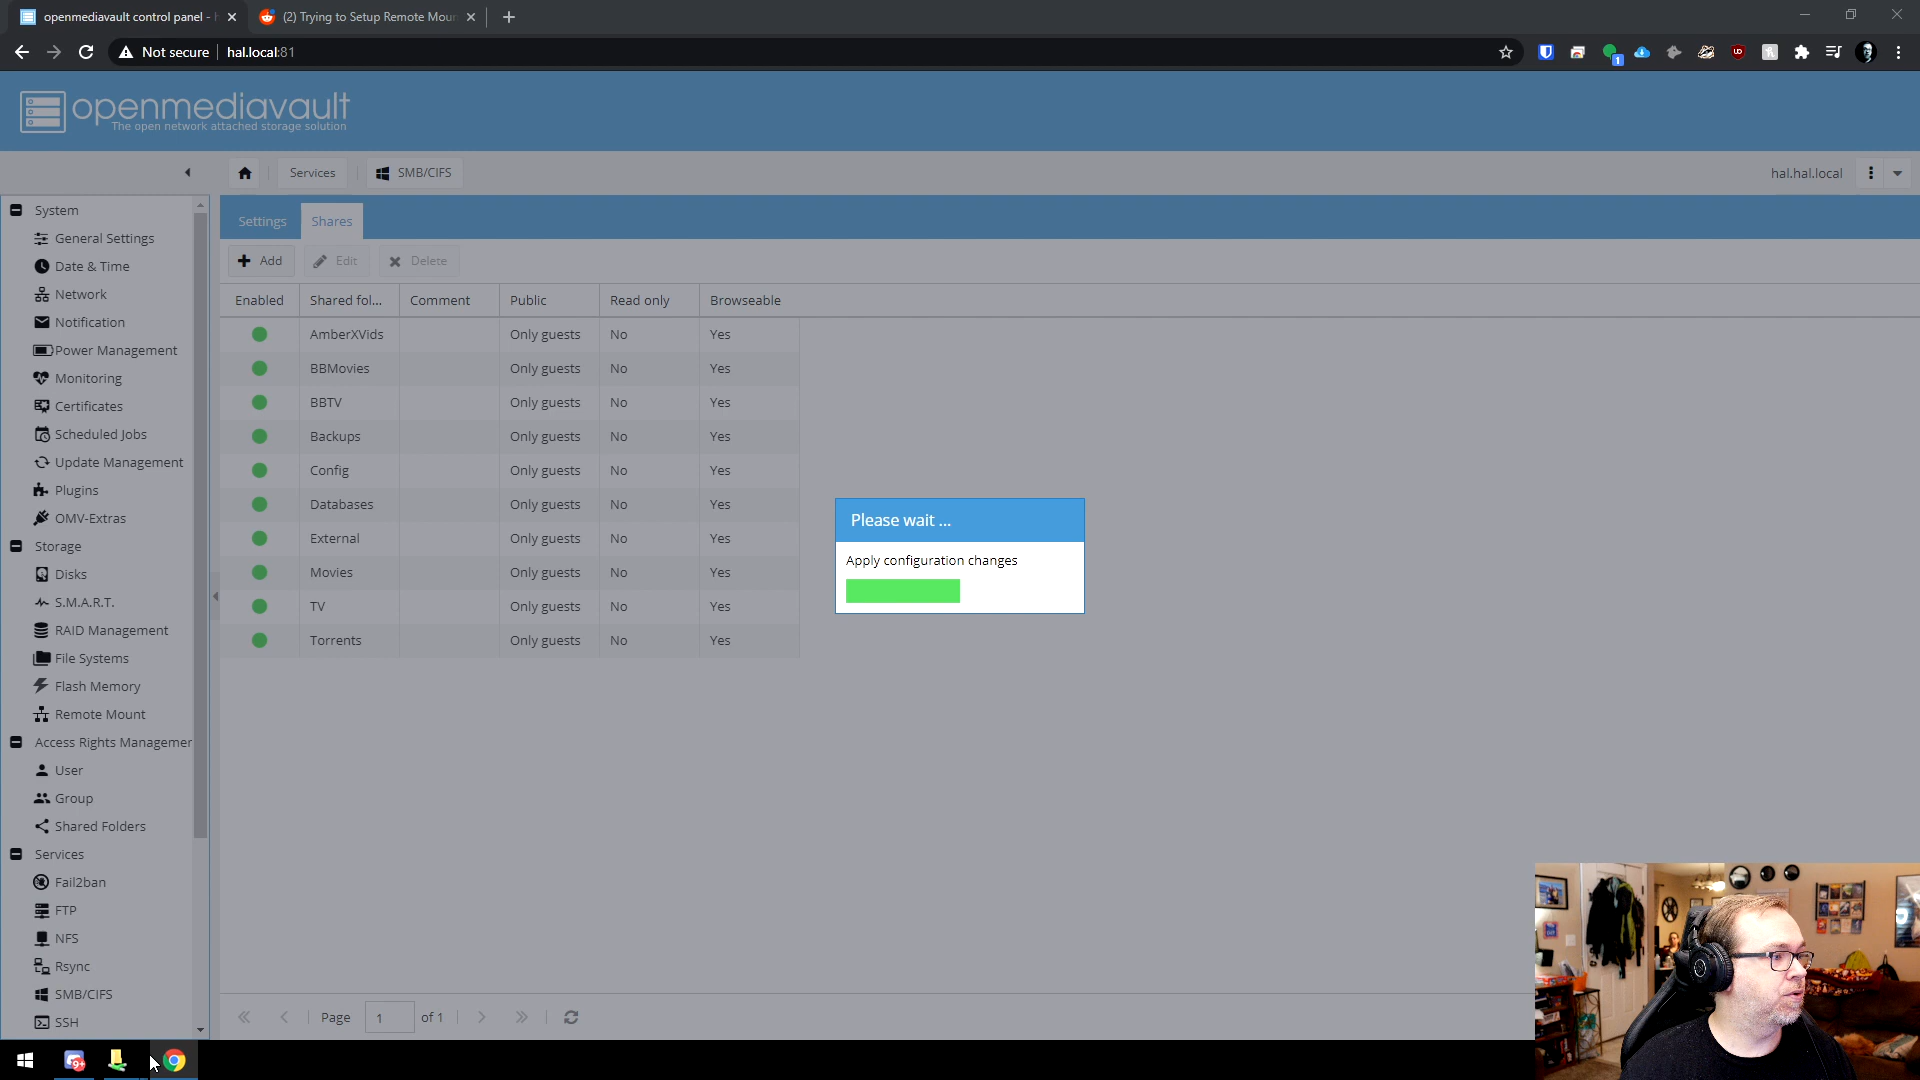 openmediavault control panel - h
(2) Trying to Setup Remote Moun
Not secure
hal.local:81
1
openmediavault
The open network attached storage solution
Services
SMB/CIFS
hal.hal.local
System
General Settings
Date & Time
Network
Notification
Power Management
Monitoring
Certificates
Scheduled Jobs
Update Management
Plugins
OMV-Extras
Storage
Disks
S.M.A.R.T.
RAID Management
File Systems
Flash Memory
Remote Mount
Access Rights Managemer
User
Group
Shared Folders
Services
Fail2ban
FTP
NFS
Rsync
SMB/CIFS
SSH
Settings
Shares
Add
Edit
Delete
Enabled Shared fol... Comment Public Read only Browseable
AmberXVids Only guests No Yes
BBMovies Only guests No Yes
BBTV Only guests No Yes
Backups Only guests No Yes
Config Only guests No Yes
Databases Only guests No Yes
External Only guests No Yes
Movies Only guests No Yes
TV Only guests No Yes
Torrents Only guests No Yes
Please wait ...
Apply configuration changes
Page 1 of 1
9+